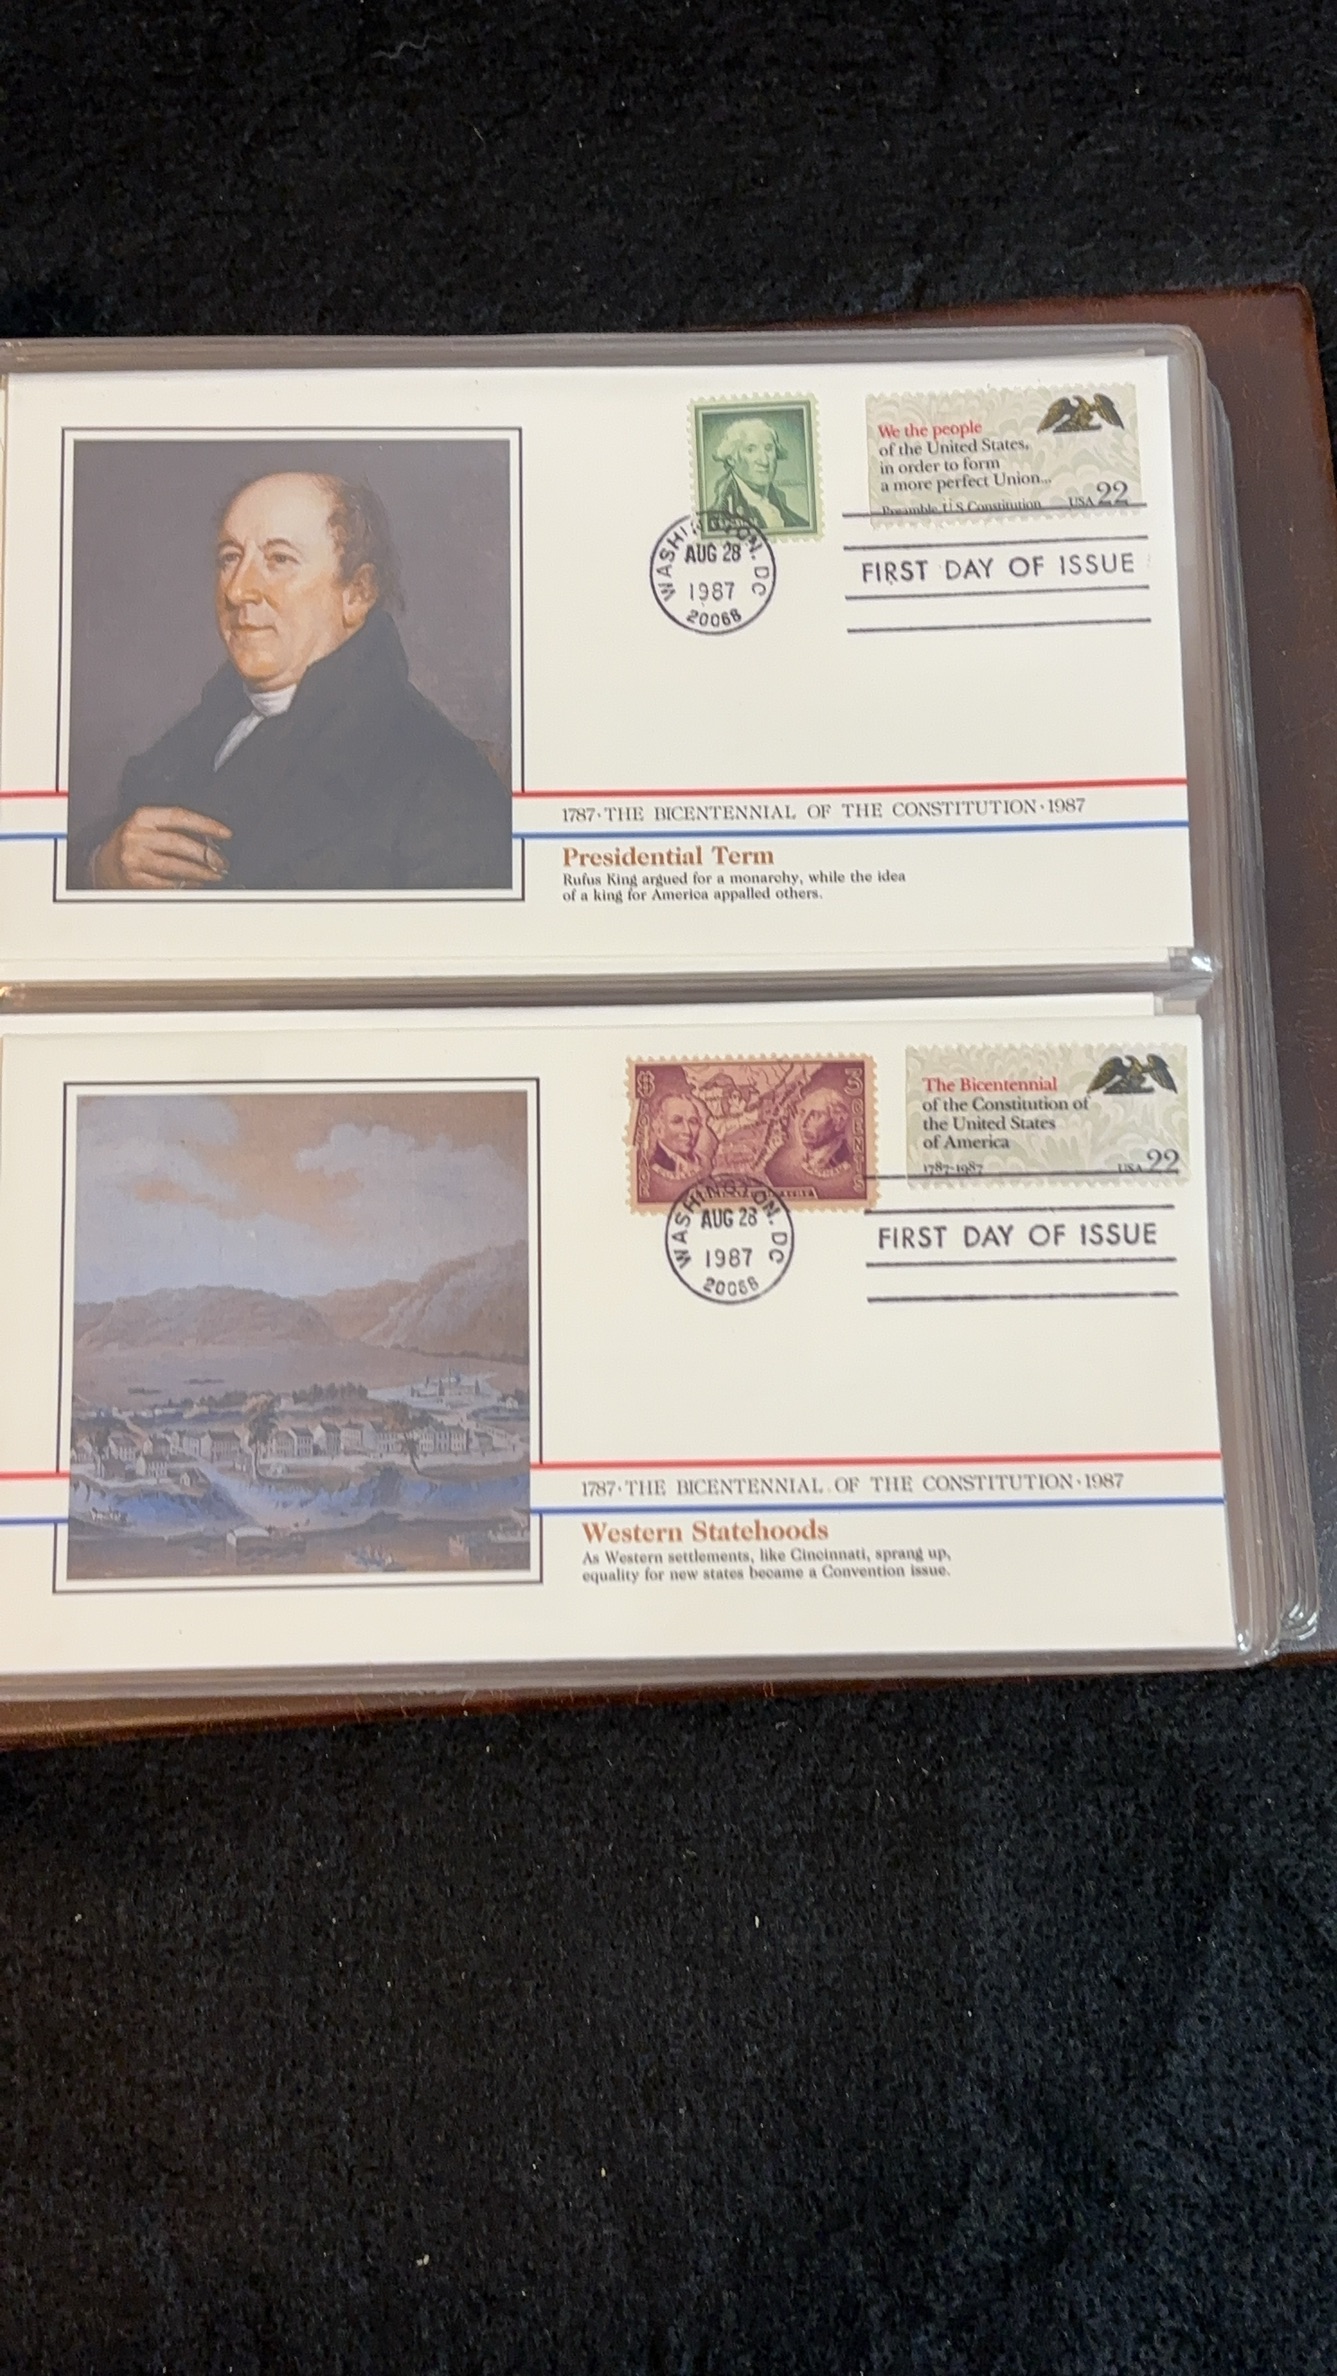 1¢
We the people
of the United States,
in order to form
a more perfect Union...
Preamble, U.S. Constitution USA 22
WASHINGTON. DC
AUG 28
1987
20066
FIRST DAY OF ISSUE
1787·THE BICENTENNIAL OF THE CONSTITUTION·1987
Presidential Term
Rufus King argued for a monarchy, while the idea
of a king for America appalled others.
3 CENTS
The Bicentennial
of the Constitution of
the United States
of America
1787-1987 USA 22
WASHINGTON. DC
AUG 28
1987
20066
FIRST DAY OF ISSUE
1787·THE BICENTENNIAL OF THE CONSTITUTION·1987
Western Statehoods
As Western settlements, like Cincinnati, sprang up,
equality for new states became a Convention issue.